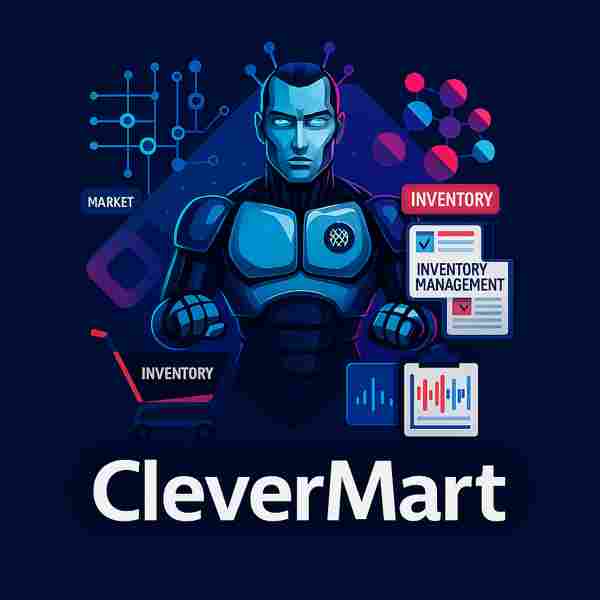 MARKET
INVENTORY
INVENTORY
MANAGEMENT
INVENTORY
CleverMart